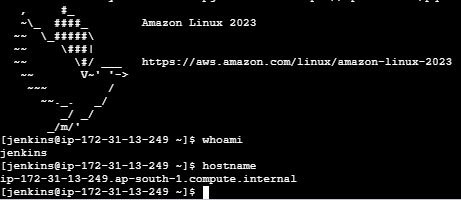 ,     #_
   ~\_  ####_        Amazon Linux 2023
  ~~  \_#####\
  ~~     \###|
  ~~       \#/ ___   https://aws.amazon.com/linux/amazon-linux-2023
   ~~       V~' '->
    ~~~         /
      ~~._.   _/
         _/ _/
       _/m/'
[jenkins@ip-172-31-13-249 ~]$ whoami
jenkins
[jenkins@ip-172-31-13-249 ~]$ hostname
ip-172-31-13-249.ap-south-1.compute.internal
[jenkins@ip-172-31-13-249 ~]$